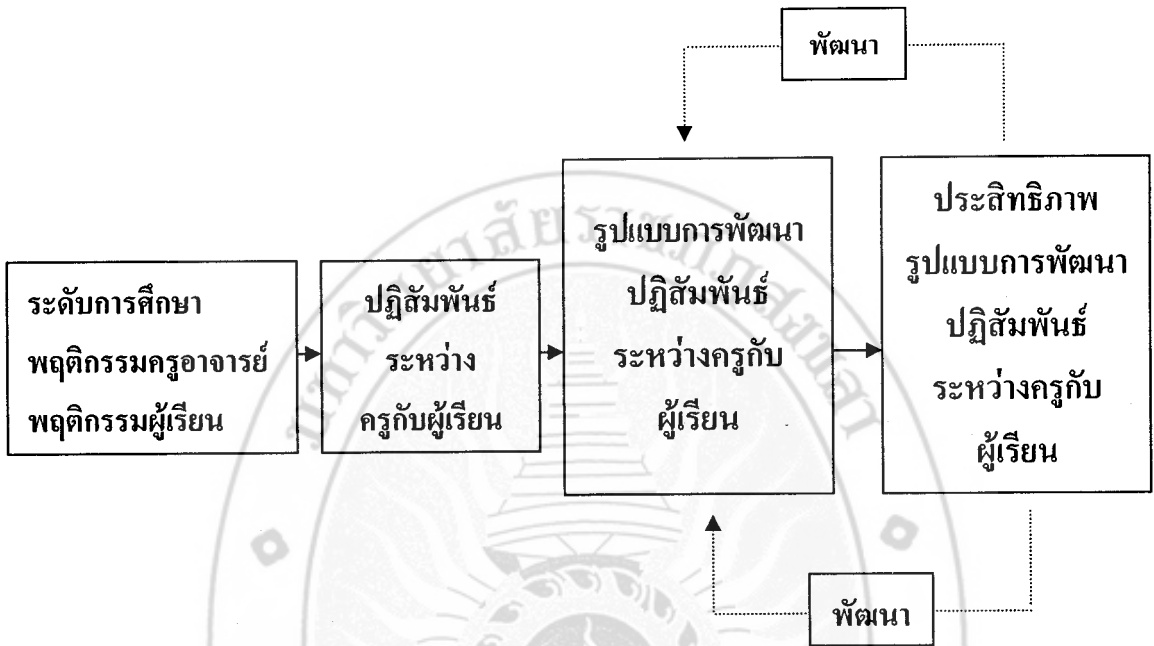 พัฒนา
ระดับการศึกษา
พฤติกรรมครูอาจารย์
พฤติกรรมผู้เรียน
ปฏิสัมพันธ์
ระหว่าง
ครูกับผู้เรียน
รูปแบบการพัฒนา
ปฏิสัมพันธ์
ระหว่างครูกับ
ผู้เรียน
ประสิทธิภาพ
รูปแบบการพัฒนา
ปฏิสัมพันธ์
ระหว่างครูกับ
ผู้เรียน
พัฒนา